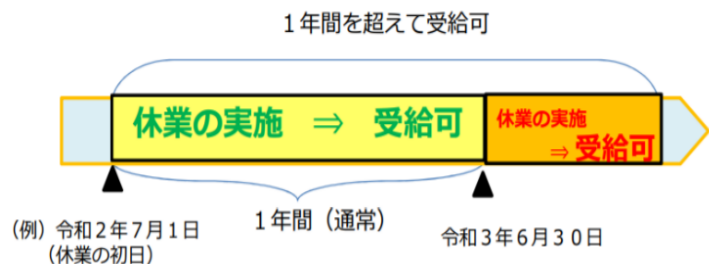 1年間を超えて受給可
休業の実施 ⇒ 受給可
休業の実施
⇒ 受給可
1年間（通常）
（例）令和2年7月1日
（休業の初日）
令和3年6月30日